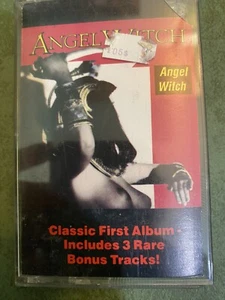 ANGEL WITCH
Angel
Witch
Classic First Album -
Includes 3 Rare
Bonus Tracks!